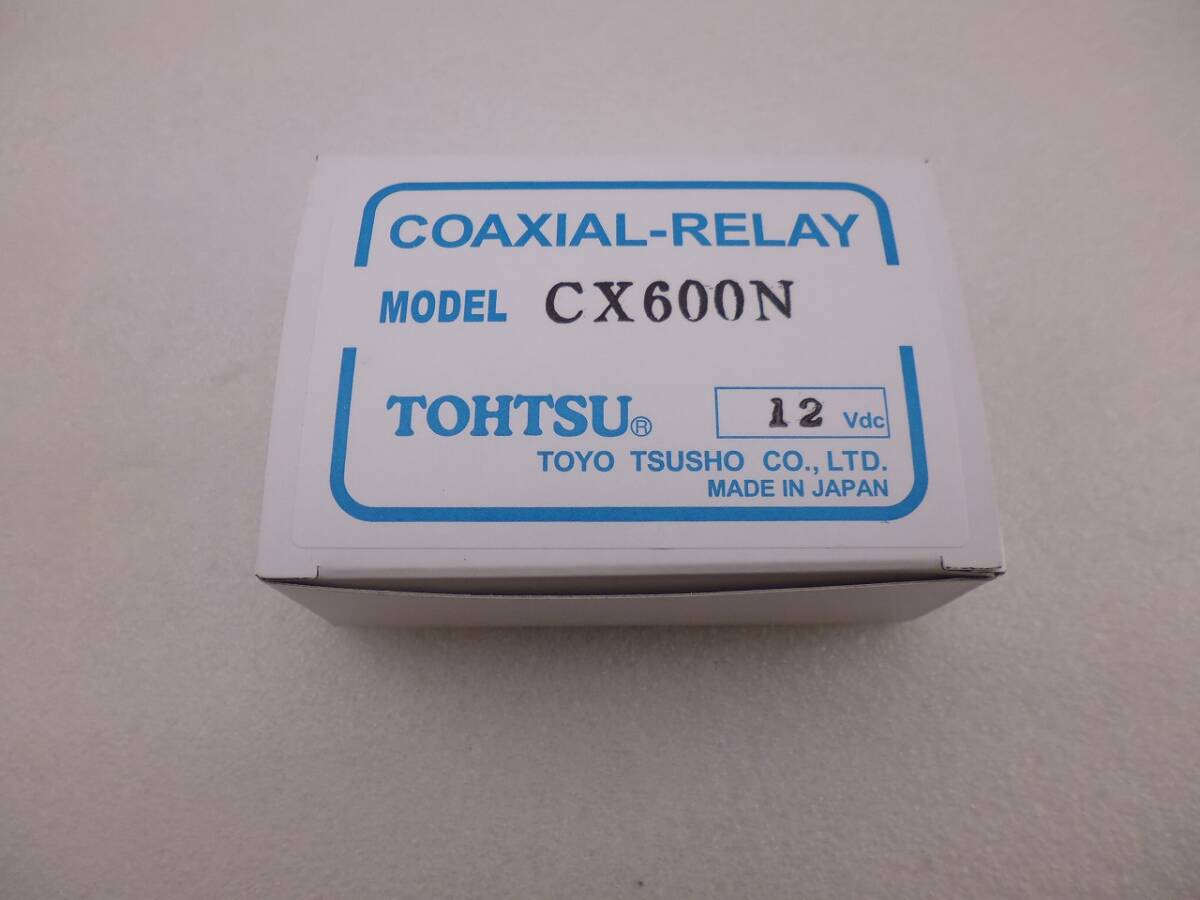 COAXIAL-RELAY
MODEL CX600N
TOHTSU® 12 Vdc
TOYO TSUSHO CO., LTD.
MADE IN JAPAN